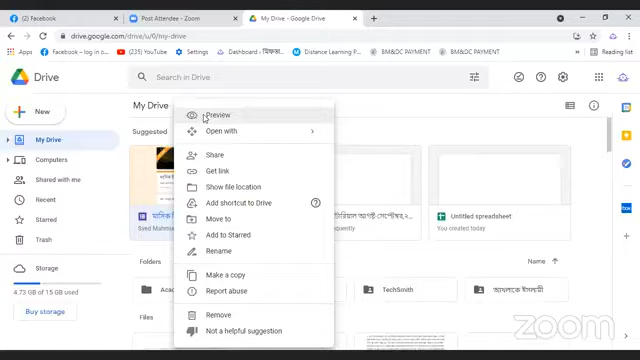 Facebook
Post Attendee - Zoom
My Drive - Google Drive
drive.google.com/drive/u/0/my-drive
Facebook – log in o...
(235) YouTube
Settings
Dashboard
Distance Learning P...
BM&DC PAYMENT
BM&DC PAYMENT
Reading list
Drive
Search in Drive
New
My Drive
Computers
Shared with me
Recent
Starred
Trash
Storage
4.73 GB of 15 GB used
Buy storage
My Drive
Suggested
Preview
Open with
Share
Get link
Show file location
Add shortcut to Drive
Move to
Add to Starred
Rename
Make a copy
Report abuse
Remove
Not a helpful suggestion
মাসিক
Syed Mahmu
আগষ্ট সেপ্টেম্বর,২
Untitled spreadsheet
You created today
Folders
Name
TechSmith
Files
zoom